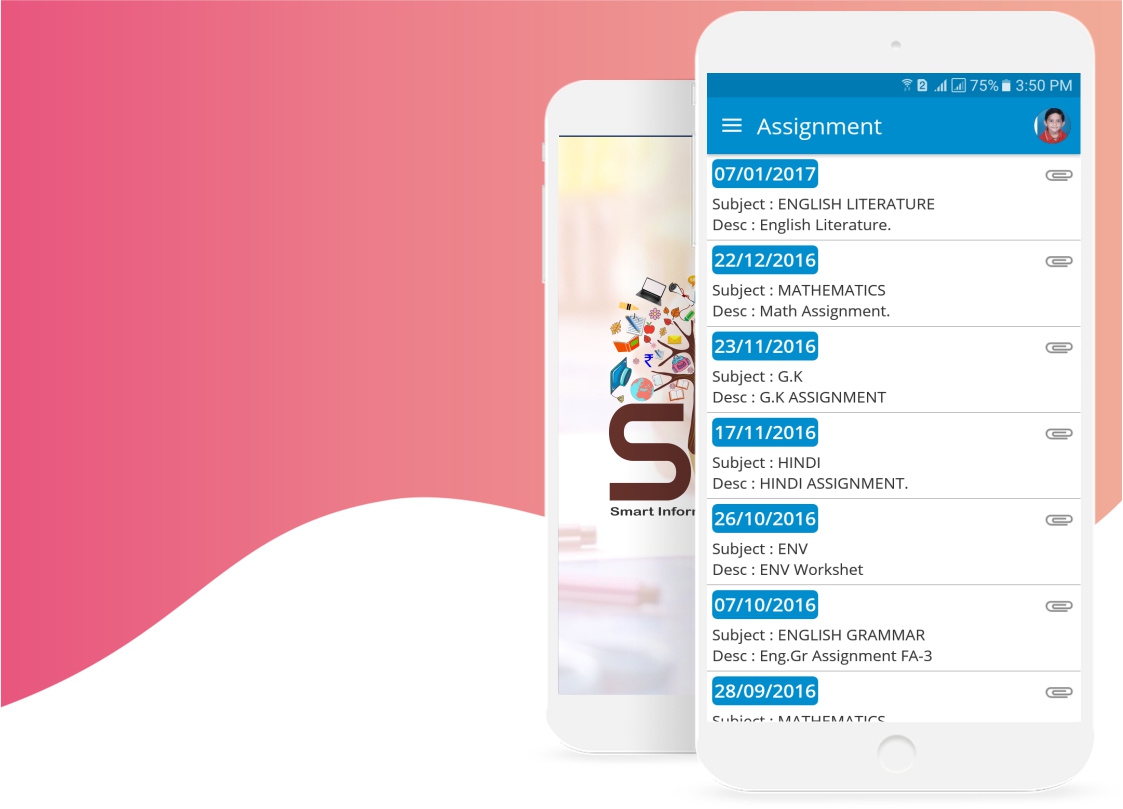 2 75% 3:50 PM
Assignment
07/01/2017
Subject : ENGLISH LITERATURE
Desc : English Literature.
22/12/2016
Subject : MATHEMATICS
Desc : Math Assignment.
23/11/2016
Subject : G.K
Desc : G.K ASSIGNMENT
17/11/2016
Subject : HINDI
Desc : HINDI ASSIGNMENT.
26/10/2016
Subject : ENV
Desc : ENV Workshet
07/10/2016
Subject : ENGLISH GRAMMAR
Desc : Eng.Gr Assignment FA-3
28/09/2016
Subject : MATHEMATICS
₹
S
Smart Infor